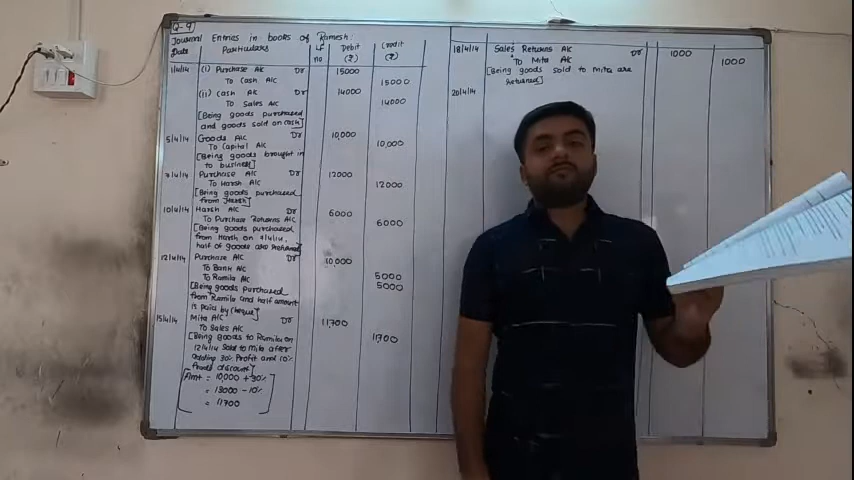 Q-9
Journal Entries in books of Ramesh:
Date Particulars Lf no Debit (₹) Credit (₹)
1/4/14 (i) Purchase A/c Dr 15000
To Cash A/c 15000
(ii) Cash A/c Dr 14000
To Sales A/c 14000
[Being goods purchased
and goods sold on cash]
5/4/14 Goods A/c Dr 10,000
To Capital A/c 10,000
[Being goods brought in
to business]
7/4/14 Purchase A/c Dr 12000
To Harsh A/c 12000
[Being goods purchased
from Harsh]
10/4/14 Harsh A/c Dr 6000
To Purchase Returns A/c 6000
[Being goods purchased
from Harsh on 7/4/14,
half of goods are returned]
12/4/14 Purchase A/c Dr 10,000
To Bank A/c 5000
To Ramila A/c 5000
[Being goods purchased
from Ramila and half amount
is paid by cheque]
15/4/14 Mita A/c Dr 11700
To Sales A/c 11700
[Being goods to Ramila on
12/4/14 Sold to Mita after
adding 30% Profit and 10%
Trade discount]
[Amt = 10,000 + 30%
= 13000 - 10%
= 11700]
18/4/14 Sales Returns A/c Dr 1000
To Mita A/c 1000
[Being goods sold to mita are
returned]
20/4/14